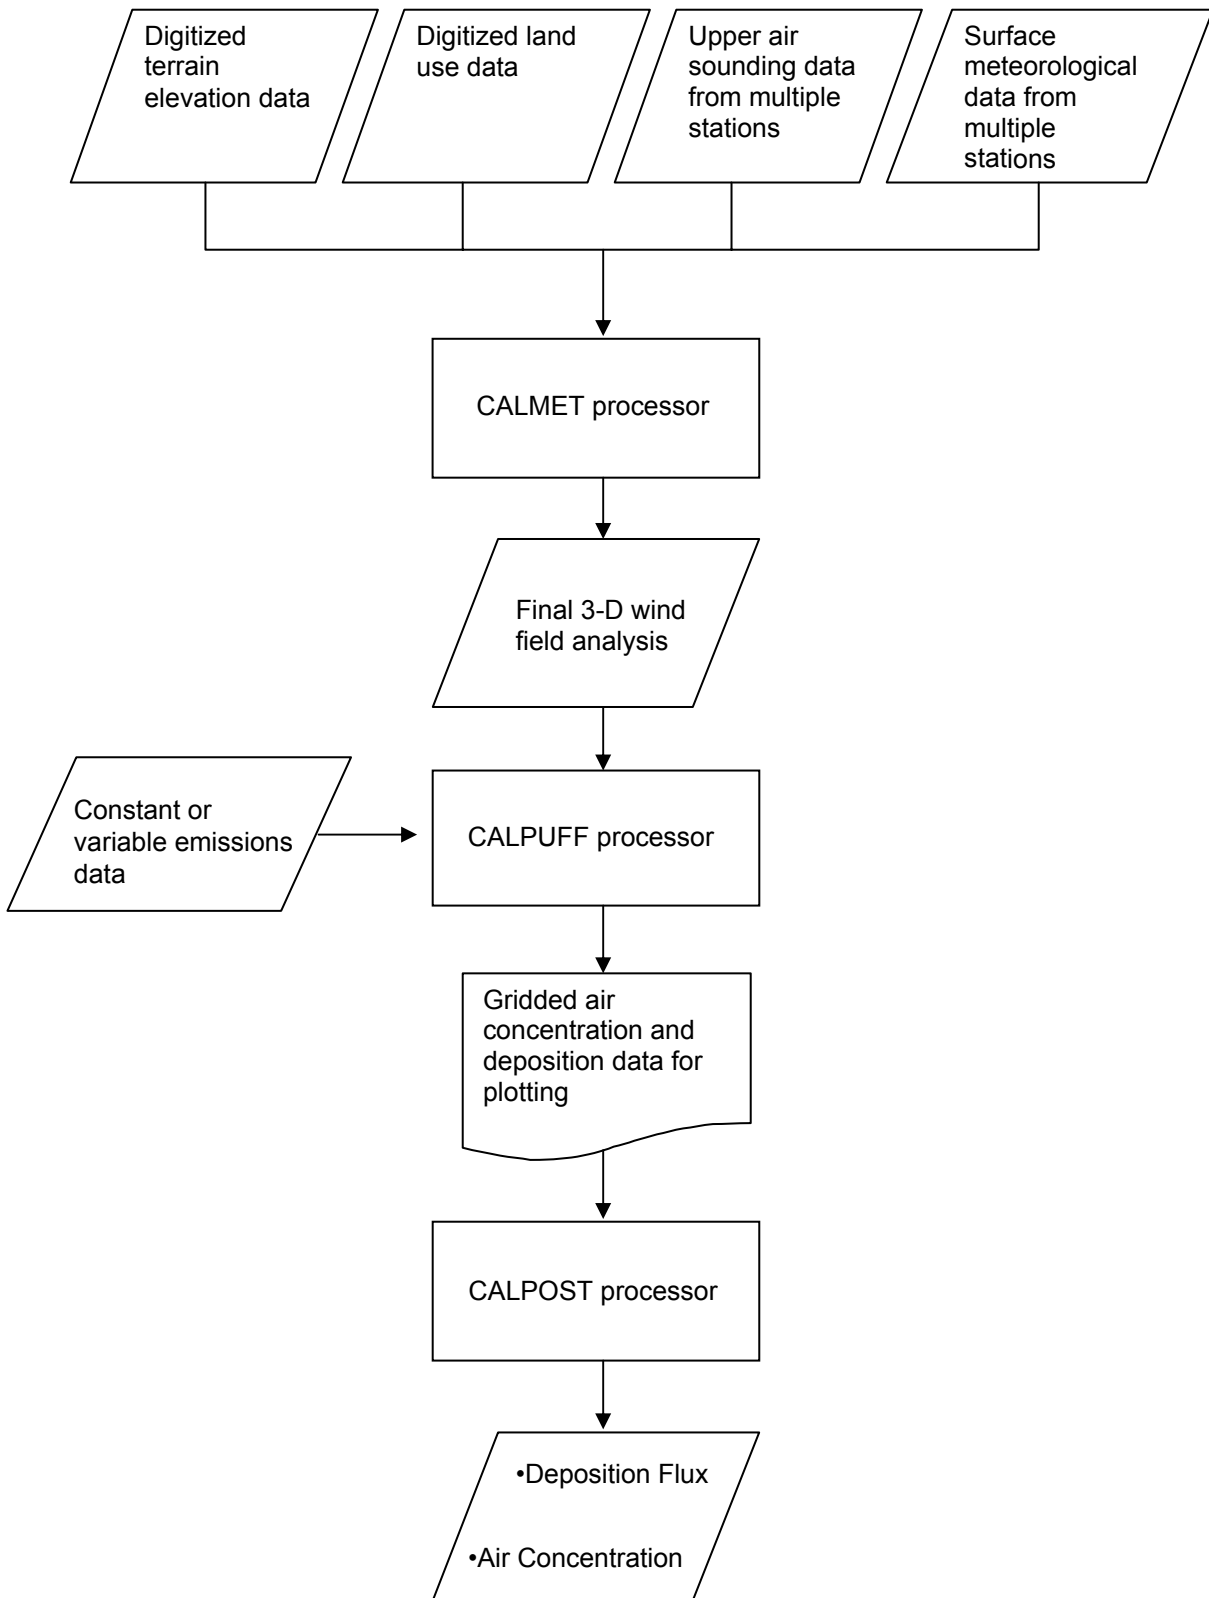 Digitized
terrain
elevation data
Digitized land
use data
Upper air
sounding data
from multiple
stations
Surface
meteorological
data from
multiple
stations
CALMET processor
Final 3-D wind
field analysis
Constant or
variable emissions
data
CALPUFF processor
Gridded air
concentration and
deposition data for
plotting
CALPOST processor
•Deposition Flux
•Air Concentration